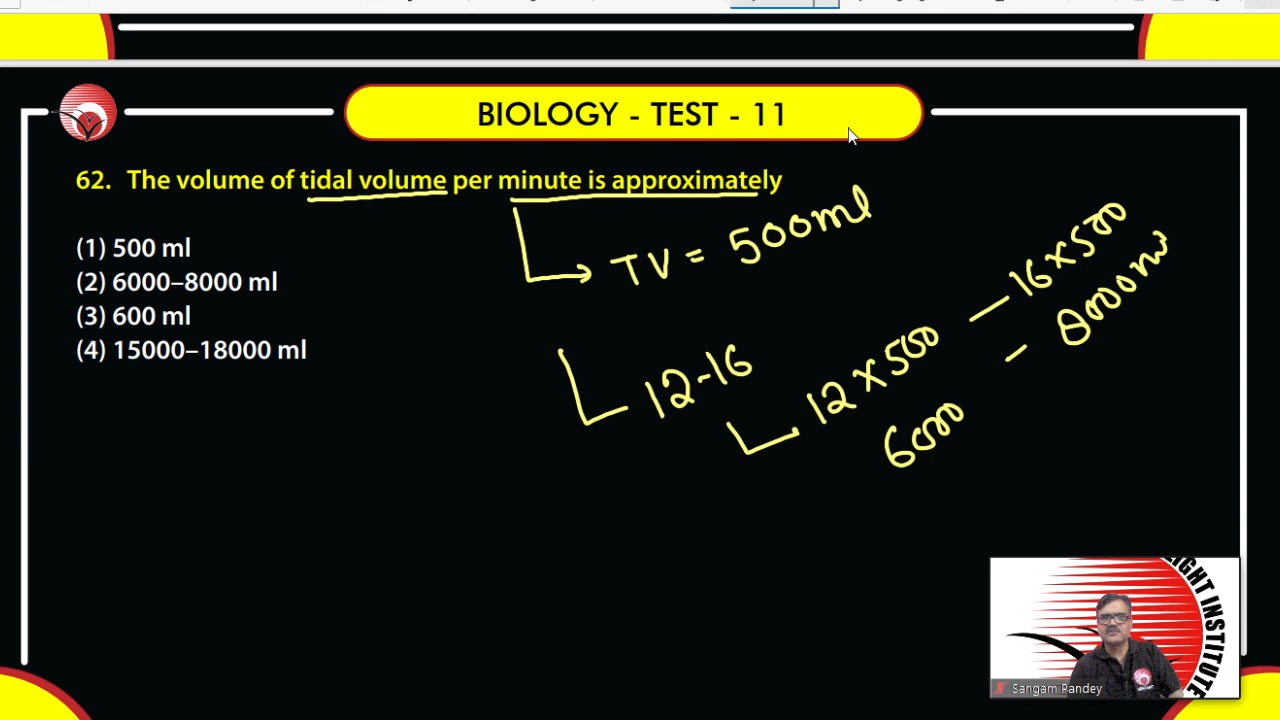 BIOLOGY - TEST - 11
62. The volume of tidal volume per minute is approximately
(1) 500 ml
(2) 6000–8000 ml
(3) 600 ml
(4) 15000–18000 ml
TV = 500ml
12-16
12×500 — 16×500
6000 – 8000ml
EIGHT INSTITUTE
Sangam Pandey